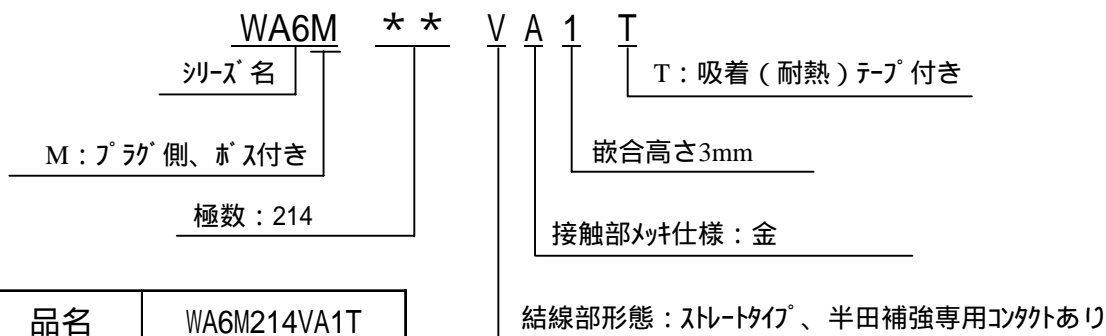 WA6M ** V A 1 T
シリーズ名
T：吸着（耐熱）テープ付き
M：プラグ側、ボス付き
嵌合高さ3mm
極数：214
接触部メッキ仕様：金
品名 WA6M214VA1T
結線部形態：ストレートタイプ、半田補強専用コンタクトあり